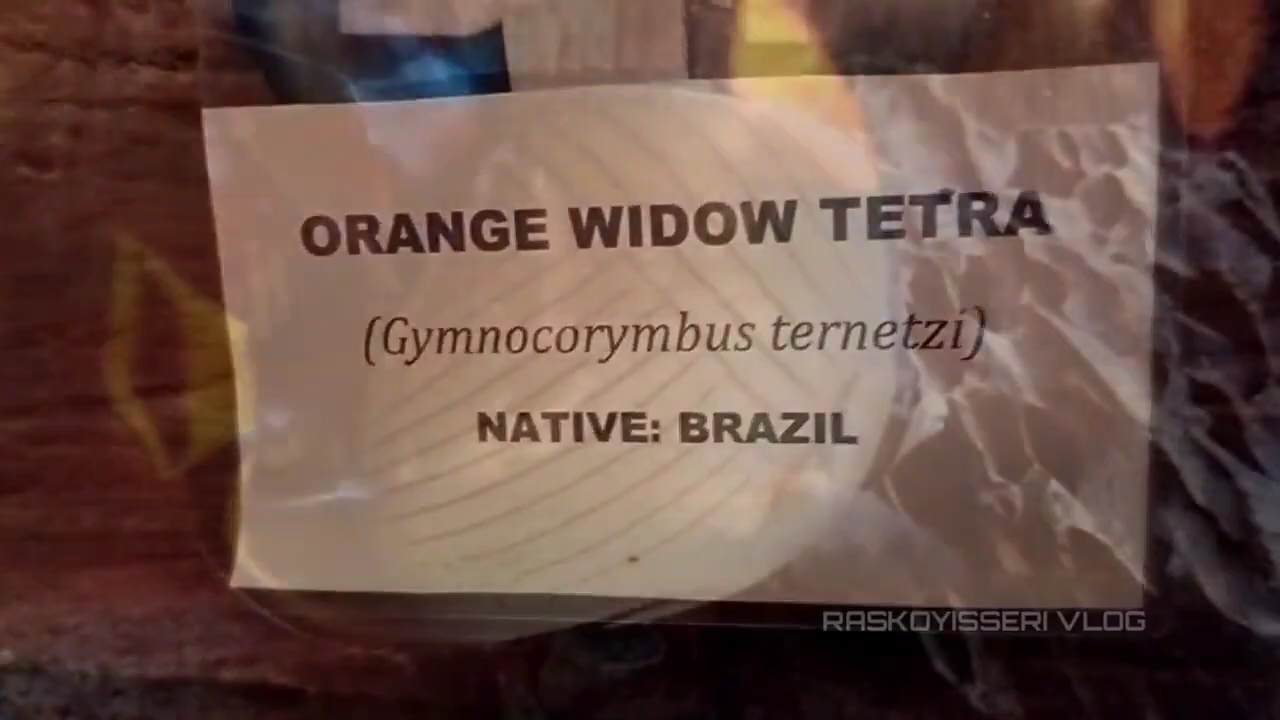 ORANGE WIDOW TETRA
(Gymnocorymbus ternetzi)
NATIVE: BRAZIL
RASKOYISSERI VLOG